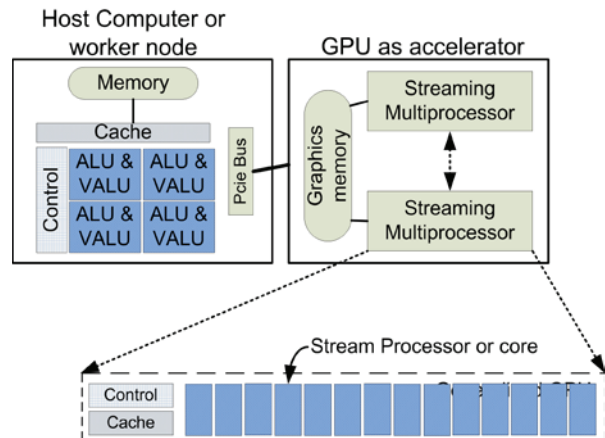 Host Computer or
worker node
GPU as accelerator
Memory
Cache
Control
ALU &
VALU
ALU &
VALU
ALU &
VALU
ALU &
VALU
Pcie Bus
Graphics
memory
Streaming
Multiprocessor
Streaming
Multiprocessor
Stream Processor or core
Control
Cache